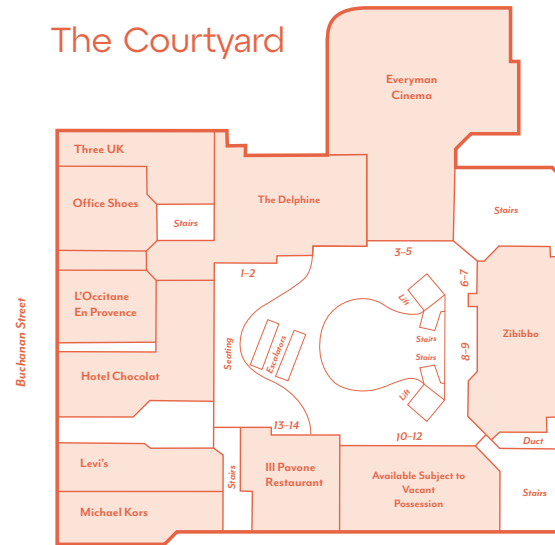 The Courtyard
Everyman
Cinema
Three UK
Office Shoes
Stairs
The Delphine
Stairs
1–2
3–5
6–7
L'Occitane
En Provence
Lift
Zibibbo
Buchanan Street
Seating
Escalators
Stairs
Stairs
8–9
Hotel Chocolat
Lift
13–14
10–12
Duct
Levi's
Stairs
Ill Pavone
Restaurant
Available Subject to
Vacant
Possession
Stairs
Michael Kors